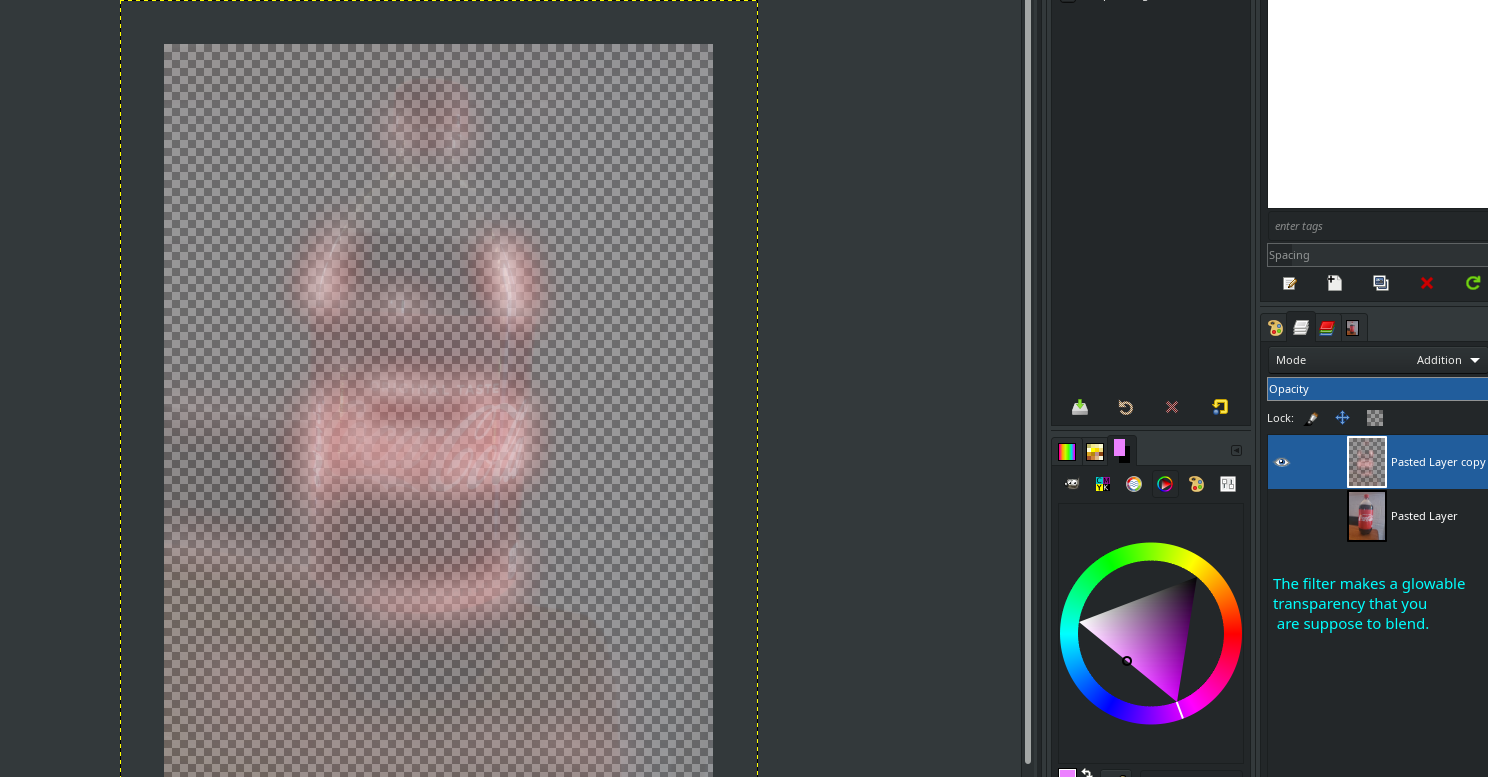 enter tags
Spacing
Mode
Addition
Opacity
Lock:
Pasted Layer copy
Pasted Layer
The filter makes a glowable
transparency that you
are suppose to blend.